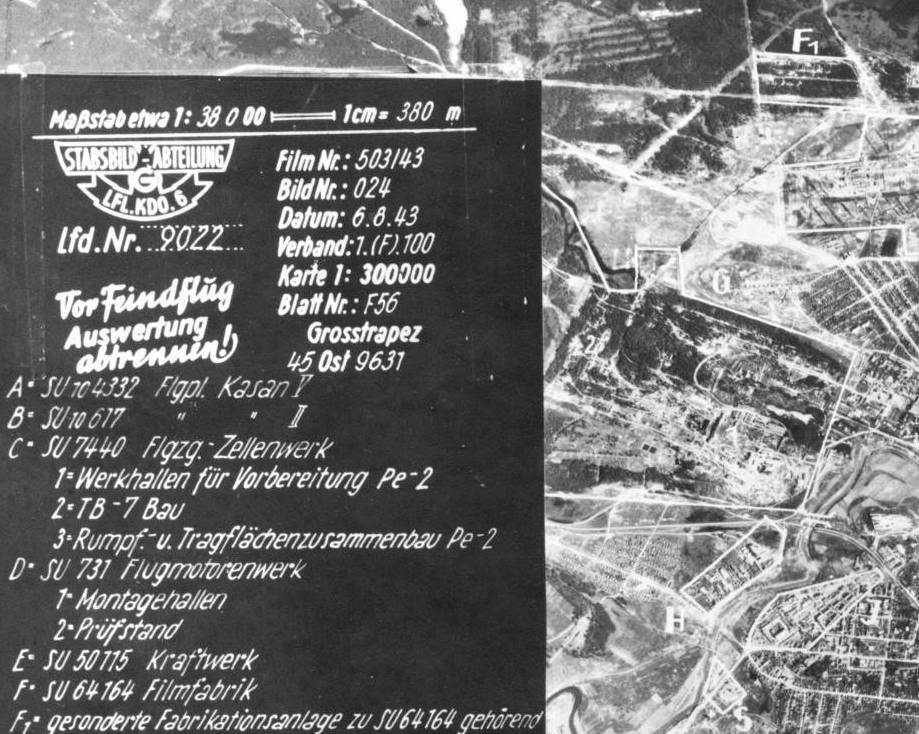 Maßstab etwa 1: 38 000 1cm= 380 m
STABSBILD-ABTEILUNG
G
LFL.KDO.6
Lfd.Nr. 9022
Vor Feindflug
Auswertung
abtrennen!
Film Nr.: 503/43
Bild Nr.: 024
Datum: 6.8.43
Verband: 1.(F).100
Karte 1: 300000
Blatt Nr.: F56
Grosstrapez
45 Ost 9631
A= SU 10 4332 Flgpl. Kasan V
B= SU 10 617 " " II
C= SU 7440 Flgzg.-Zellenwerk
1=Werkhallen für Vorbereitung Pe-2
2=TB-7 Bau
3=Rumpf-u. Tragflächenzusammenbau Pe-2
D= SU 731 Flugmotorenwerk
1=Montagehallen
2=Prüfstand
E= SU 50 115 Kraftwerk
F= SU 64 164 Filmfabrik
F1= gesonderte Fabrikationsanlage zu SU 64 164 gehörend
F1
G
2
H
J
5